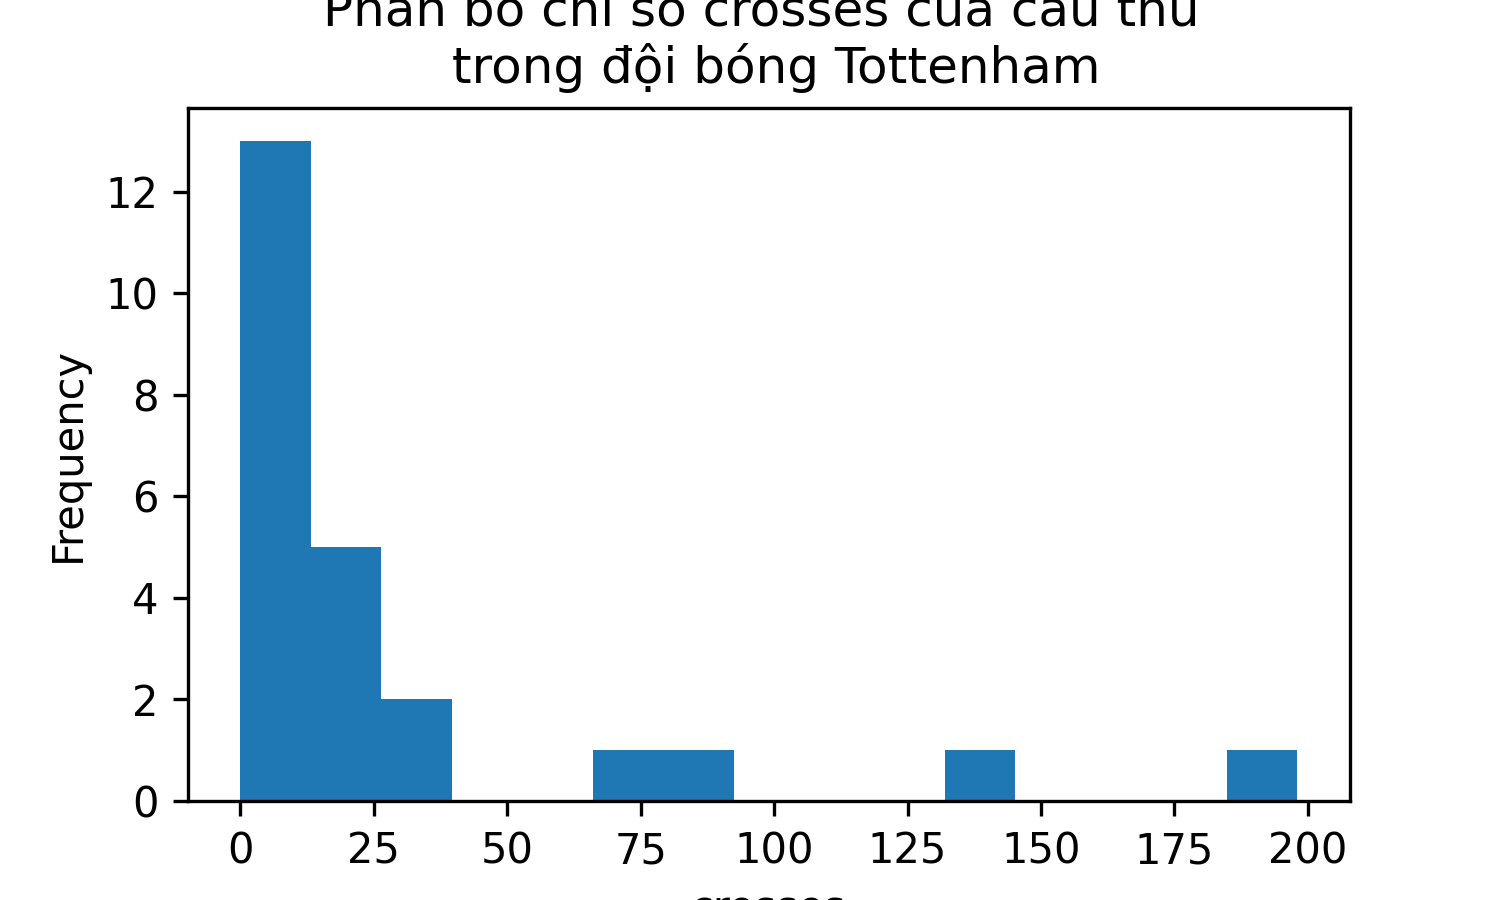 Phân bố chỉ số crosses của cầu thủ
trong đội bóng Tottenham
Frequency
12
10
8
6
4
2
0
0 25 50 75 100 125 150 175 200
crosses